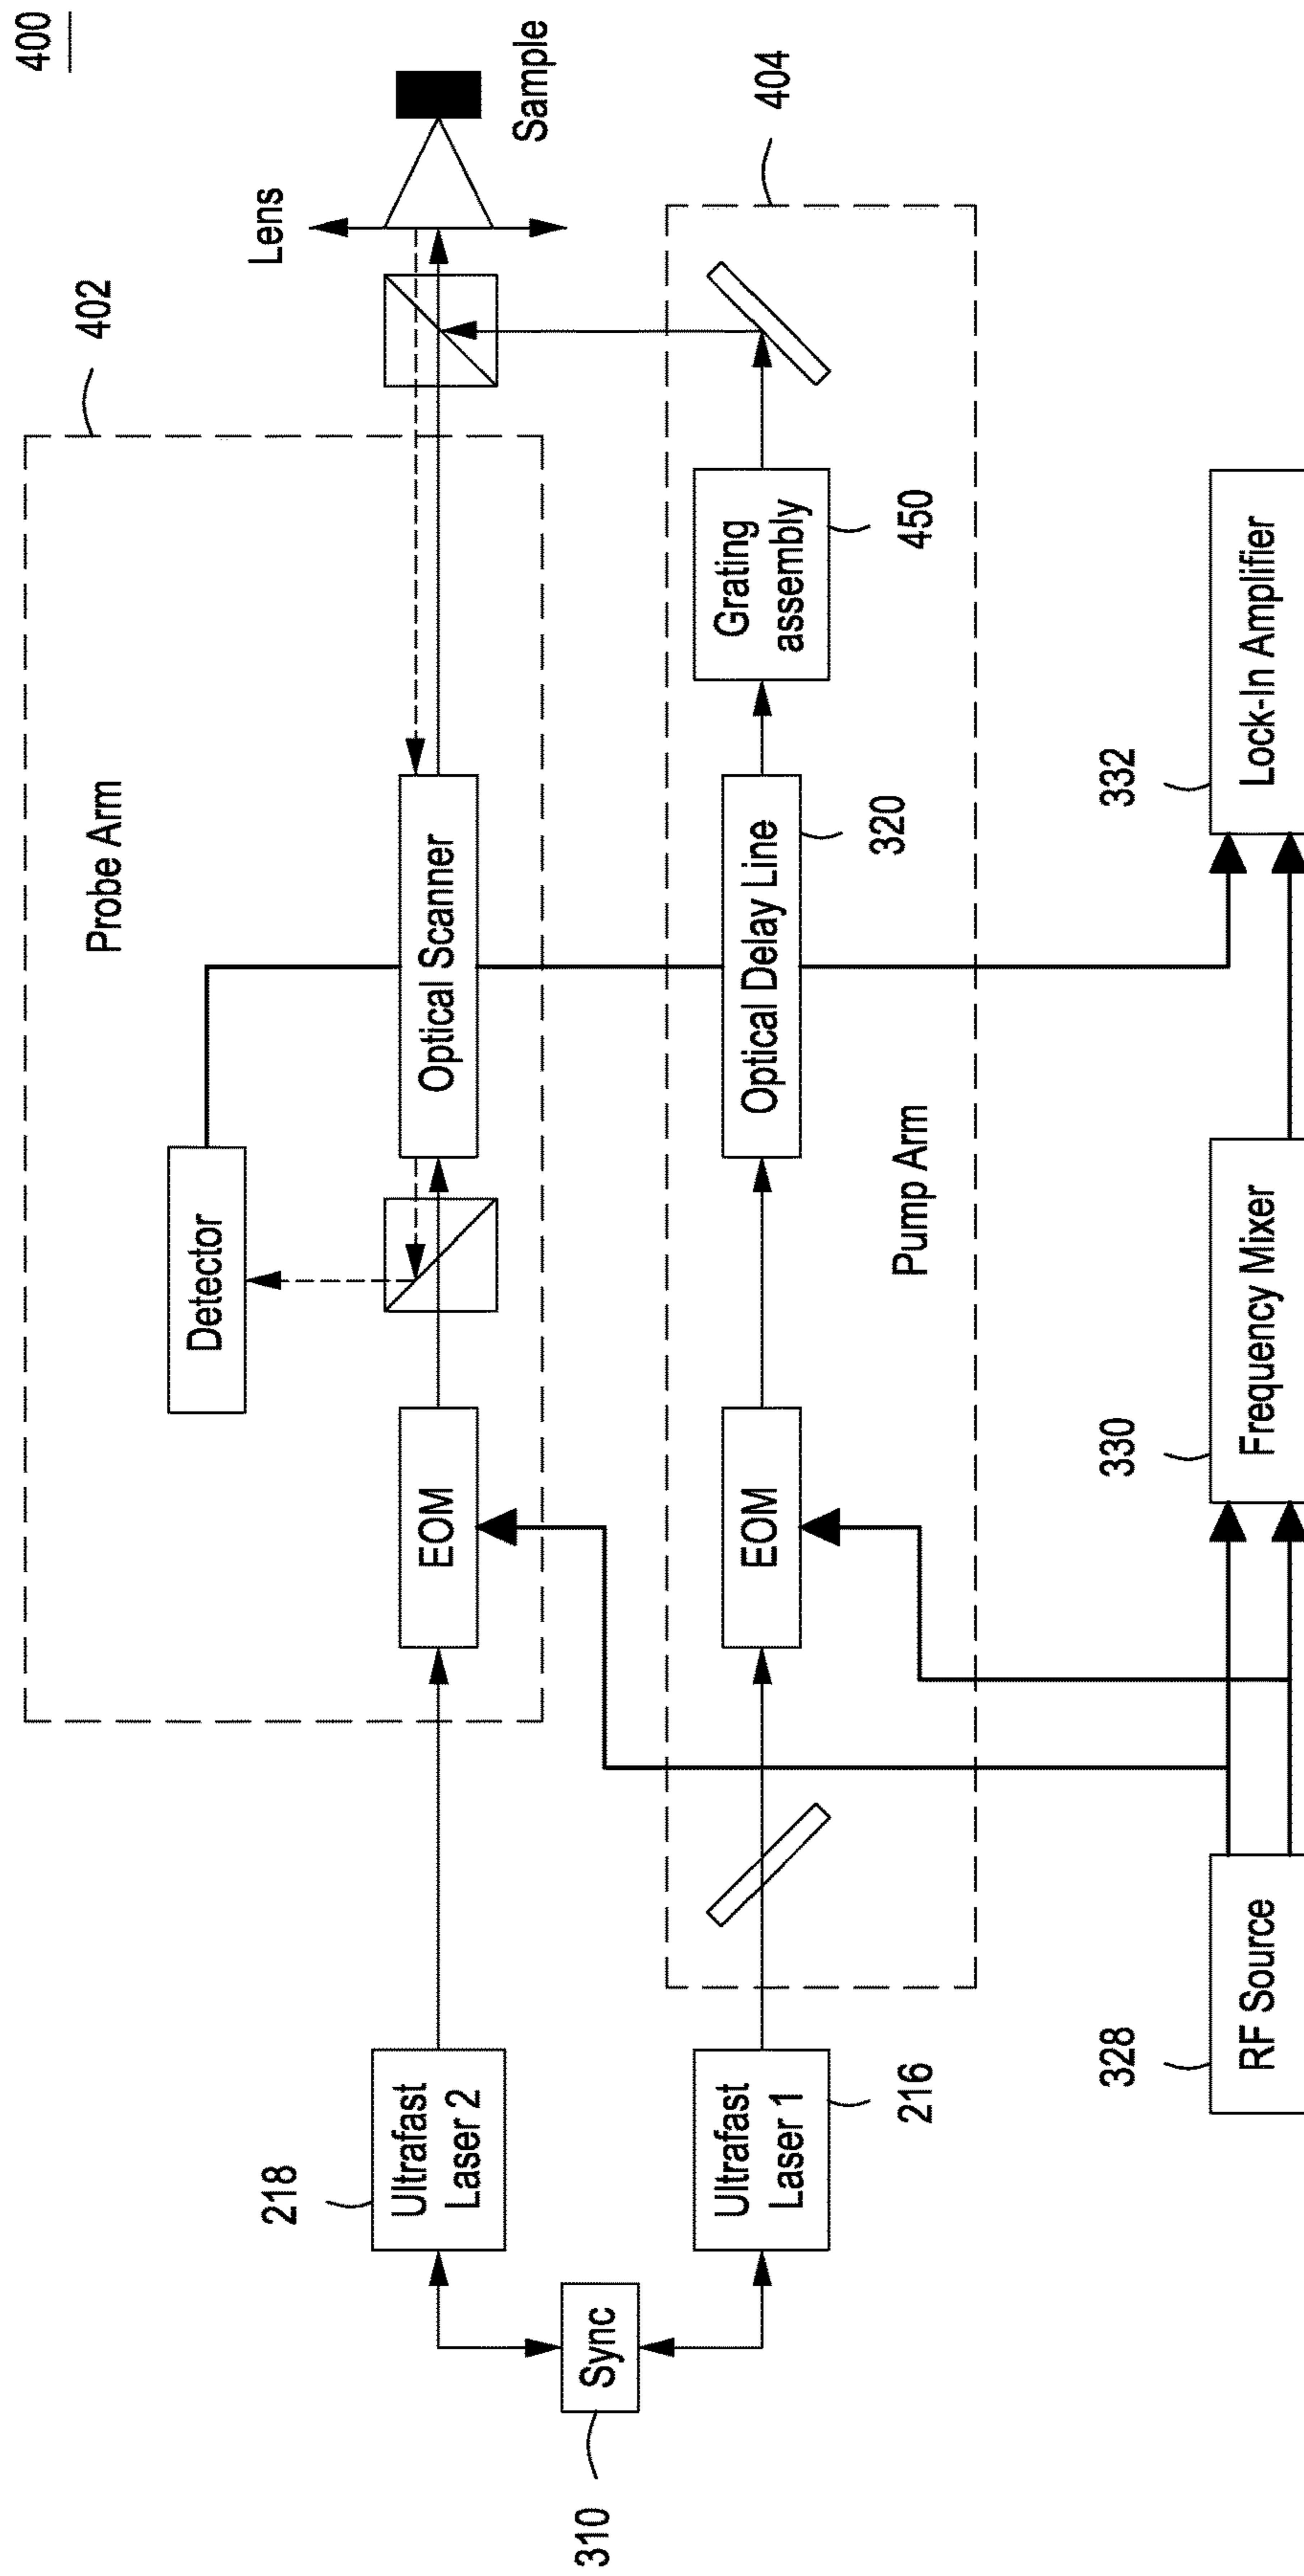 400
402
Probe Arm
Lens
Sample
Detector
218
Ultrafast
Laser 2
EOM
Optical Scanner
404
310
Sync
Ultrafast
Laser 1
216
EOM
Optical Delay Line
320
Grating
assembly
450
Pump Arm
328
RF Source
330
Frequency Mixer
332
Lock-In Amplifier